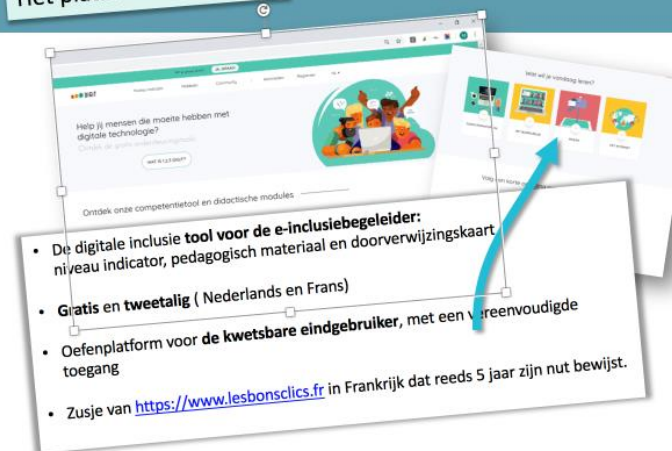 Het plat
Help jij mensen die moeite hebben met
digitale technologie?
Ontdek onze competentietool en didactische modules
Wat wil je vandaag leren?
• De digitale inclusie tool voor de e-inclusiebegeleider:
niveau indicator, pedagogisch materiaal en doorverwijzingskaart
• Gratis en tweetalig ( Nederlands en Frans)
• Oefenplatform voor de kwetsbare eindgebruiker, met een vereenvoudigde
toegang
• Zusje van https://www.lesbonsclics.fr in Frankrijk dat reeds 5 jaar zijn nut bewijst.